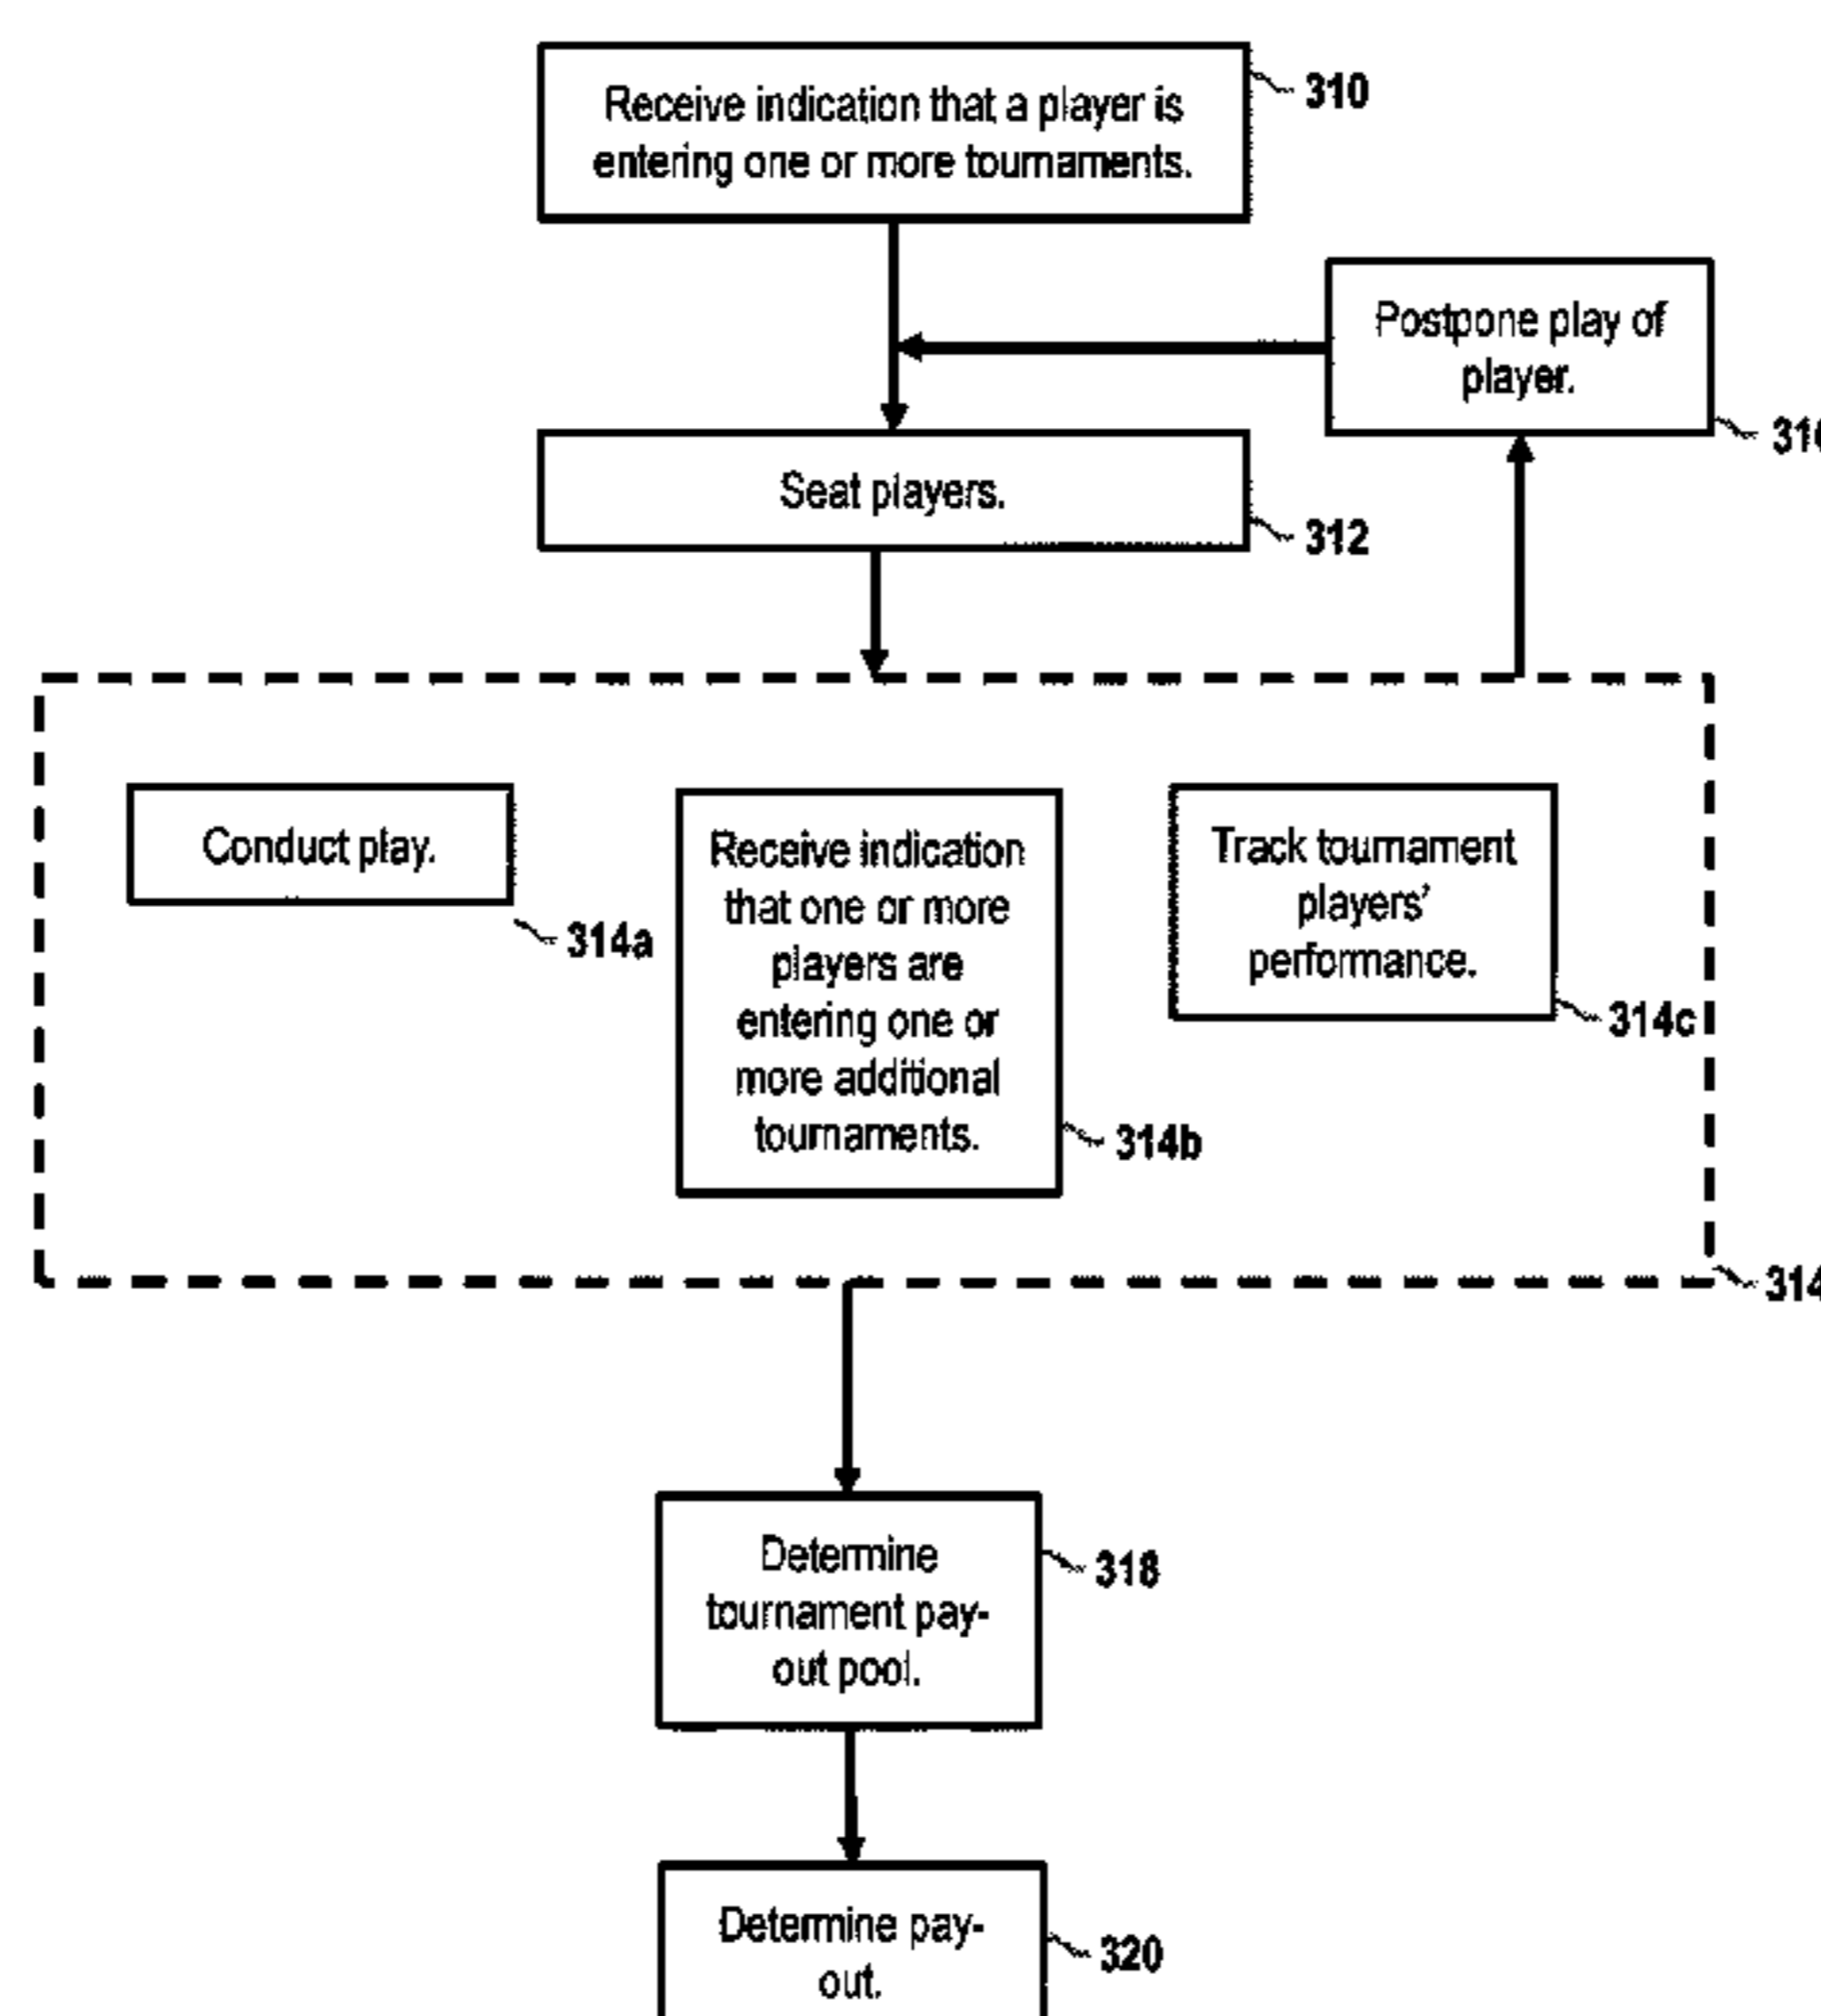 Receive indication that a player is
entering one or more tournaments.
310
Postpone play of
player.
Seat players.
312
Conduct play.
314a
Receive indication
that one or more
players are
entering one or
more additional
tournaments.
314b
Track tournament
players'
performance.
314c
314
Determine
tournament pay-
out pool.
318
Determine pay-
out.
320